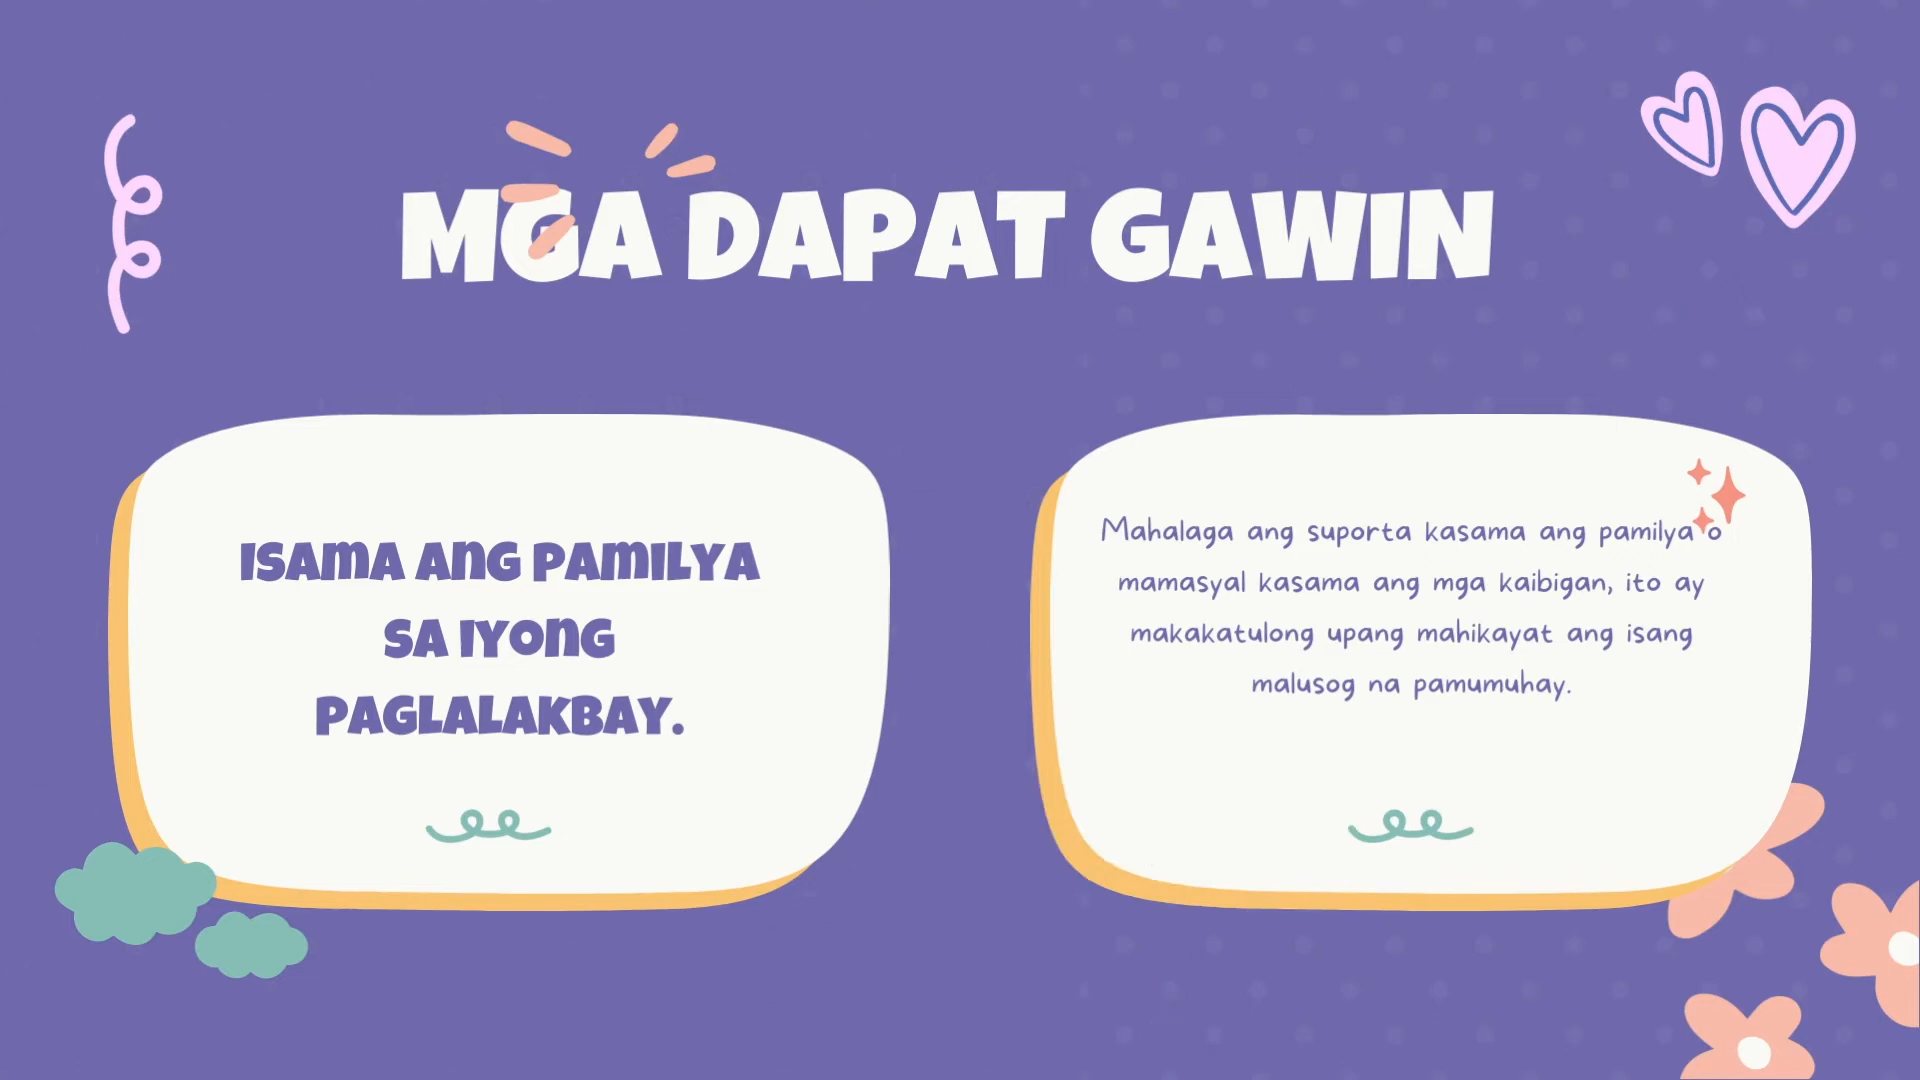 MGA DAPAT GAWIN
ISAMA ANG PAMILYA
SA IYONG
PAGLALAKBAY.
Mahalaga ang suporta kasama ang pamilya o
mamasyal kasama ang mga kaibigan, ito ay
makakatulong upang mahikayat ang isang
malusog na pamumuhay.